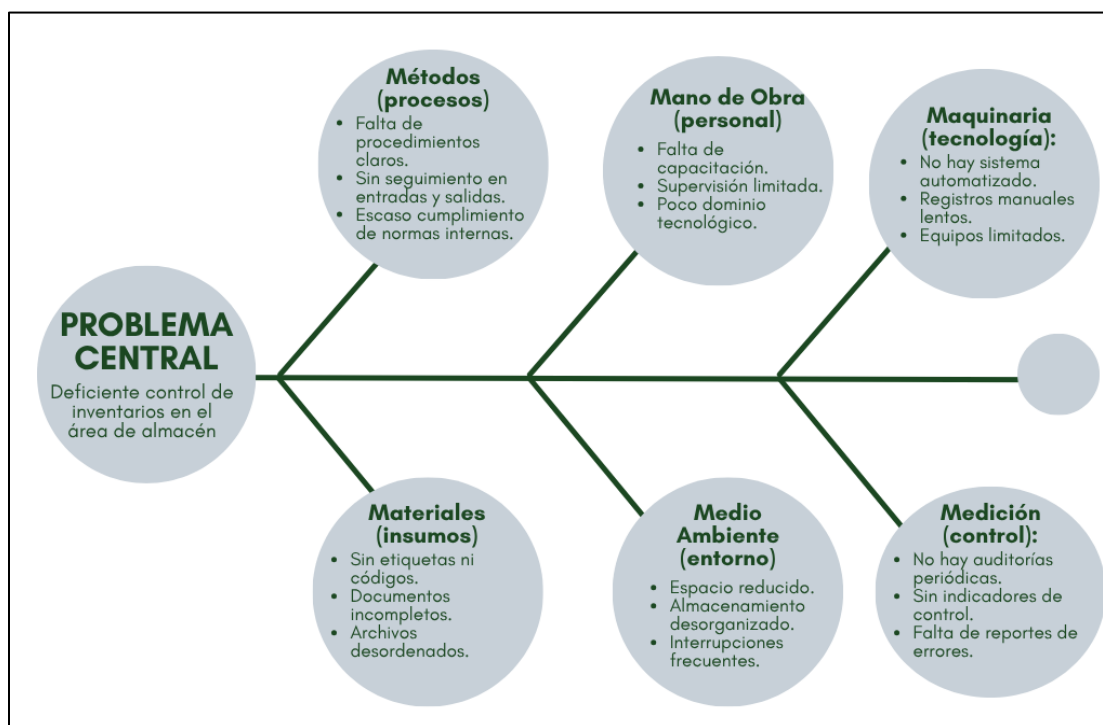 Métodos
(procesos)
• Falta de
procedimientos
claros.
• Sin seguimiento en
entradas y salidas.
• Escaso cumplimiento
de normas internas.
Mano de Obra
(personal)
• Falta de
capacitación.
• Supervisión limitada.
• Poco dominio
tecnológico.
Maquinaria
(tecnología):
• No hay sistema
automatizado.
• Registros manuales
lentos.
• Equipos limitados.
PROBLEMA
CENTRAL
Deficiente control de
inventarios en el
área de almacén
Materiales
(insumos)
• Sin etiquetas ni
códigos.
• Documentos
incompletos.
• Archivos
desordenados.
Medio
Ambiente
(entorno)
• Espacio reducido.
• Almacenamiento
desorganizado.
• Interrupciones
frecuentes.
Medición
(control):
• No hay auditorías
periódicas.
• Sin indicadores de
control.
• Falta de reportes de
errores.